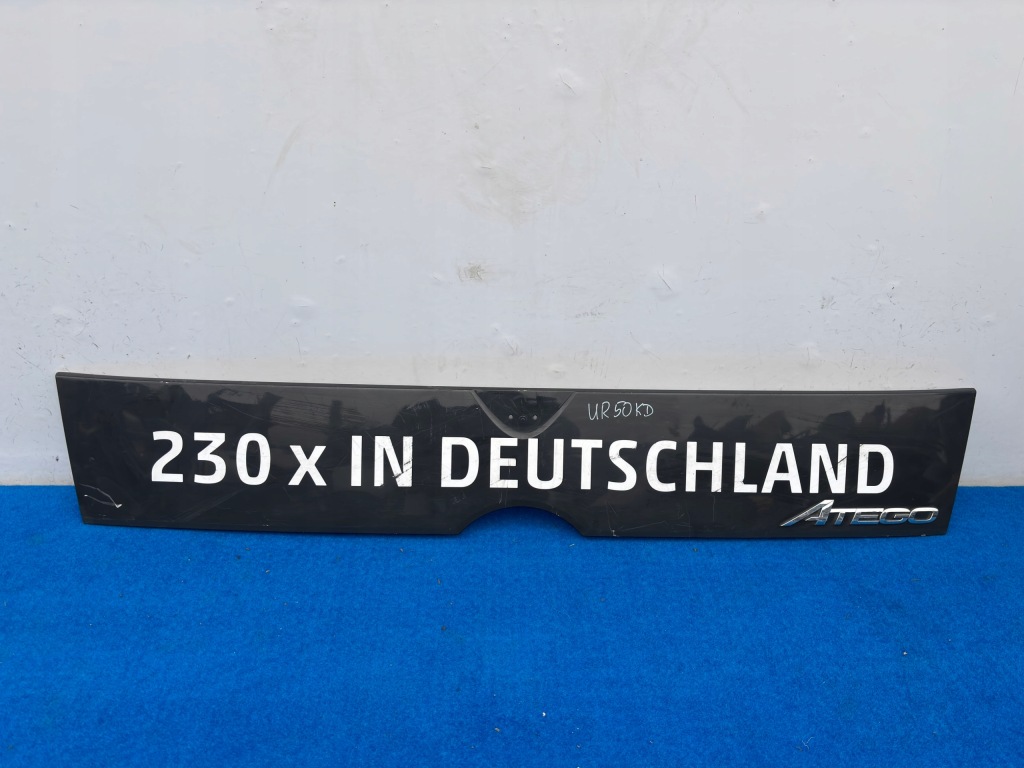 UR50KD
230 x IN DEUTSCHLAND
ATEGO